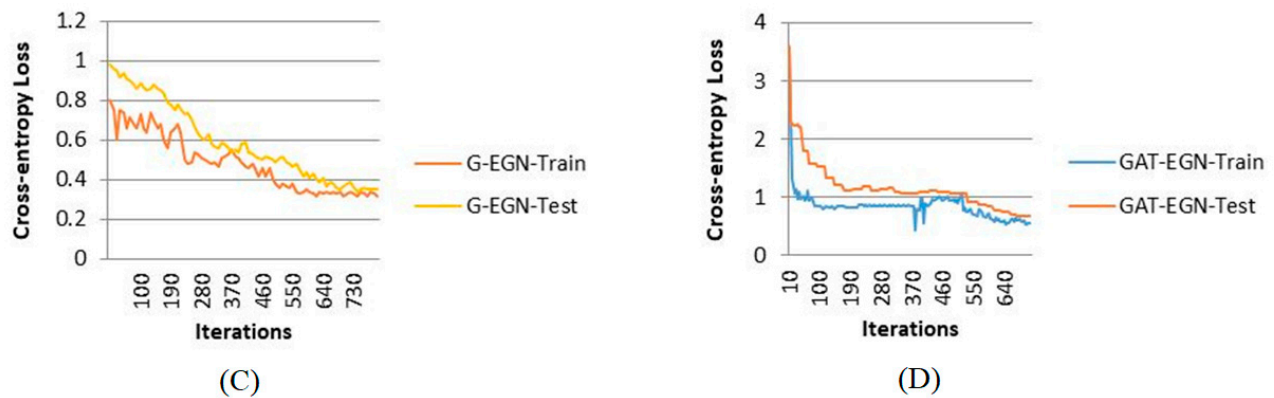 1.2
1
0.8
0.6
0.4
0.2
0
Cross-entropy Loss
100 190 280 370 460 550 640 730
Iterations
G-EGN-Train
G-EGN-Test
(C)
4
3
2
1
0
Cross-entropy Loss
10 100 190 280 370 460 550 640
Iterations
GAT-EGN-Train
GAT-EGN-Test
(D)